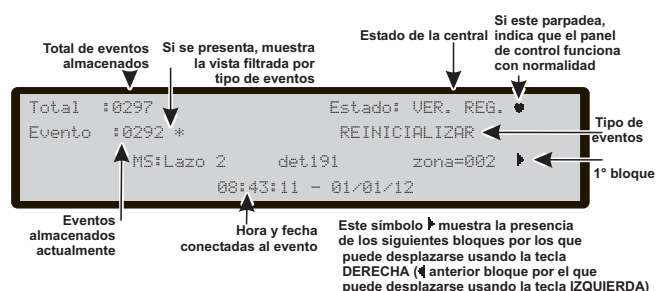 Total de eventos
almacenados
Si se presenta, muestra
la vista filtrada por
tipo de eventos
Estado de la central
Si este parpadea,
indica que el panel
de control funciona
con normalidad
Total :0297 Estado: VER. REG.
Evento :0292 * REINICIALIZAR
MS:Lazo 2 det191 zona=002
08:43:11 - 01/01/12
Tipo de
eventos
1° bloque
Eventos
almacenados
actualmente
Hora y fecha
conectadas al evento
Este símbolo muestra la presencia
de los siguientes bloques por los que
puede desplazarse usando la tecla
DERECHA ( anterior bloque por el que
puede desplazarse usando la tecla IZQUIERDA)